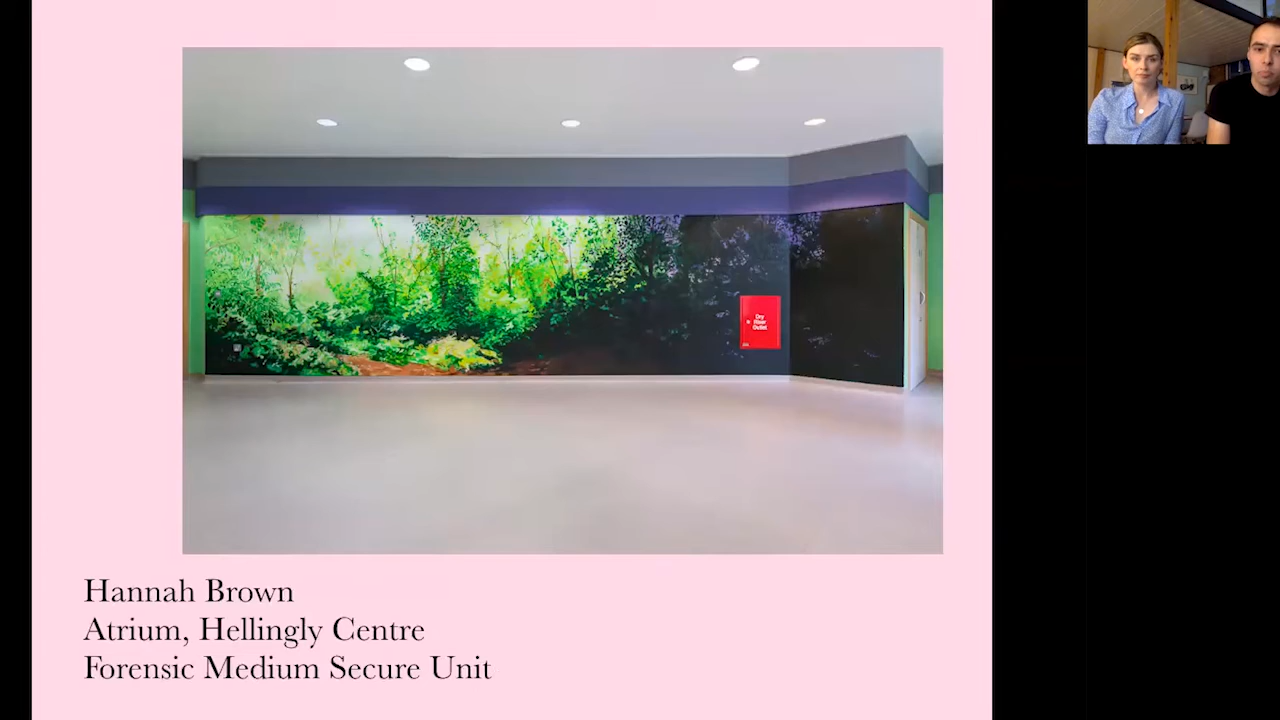 Dry
Riser
Outlet
Hannah Brown
Atrium, Hellingly Centre
Forensic Medium Secure Unit